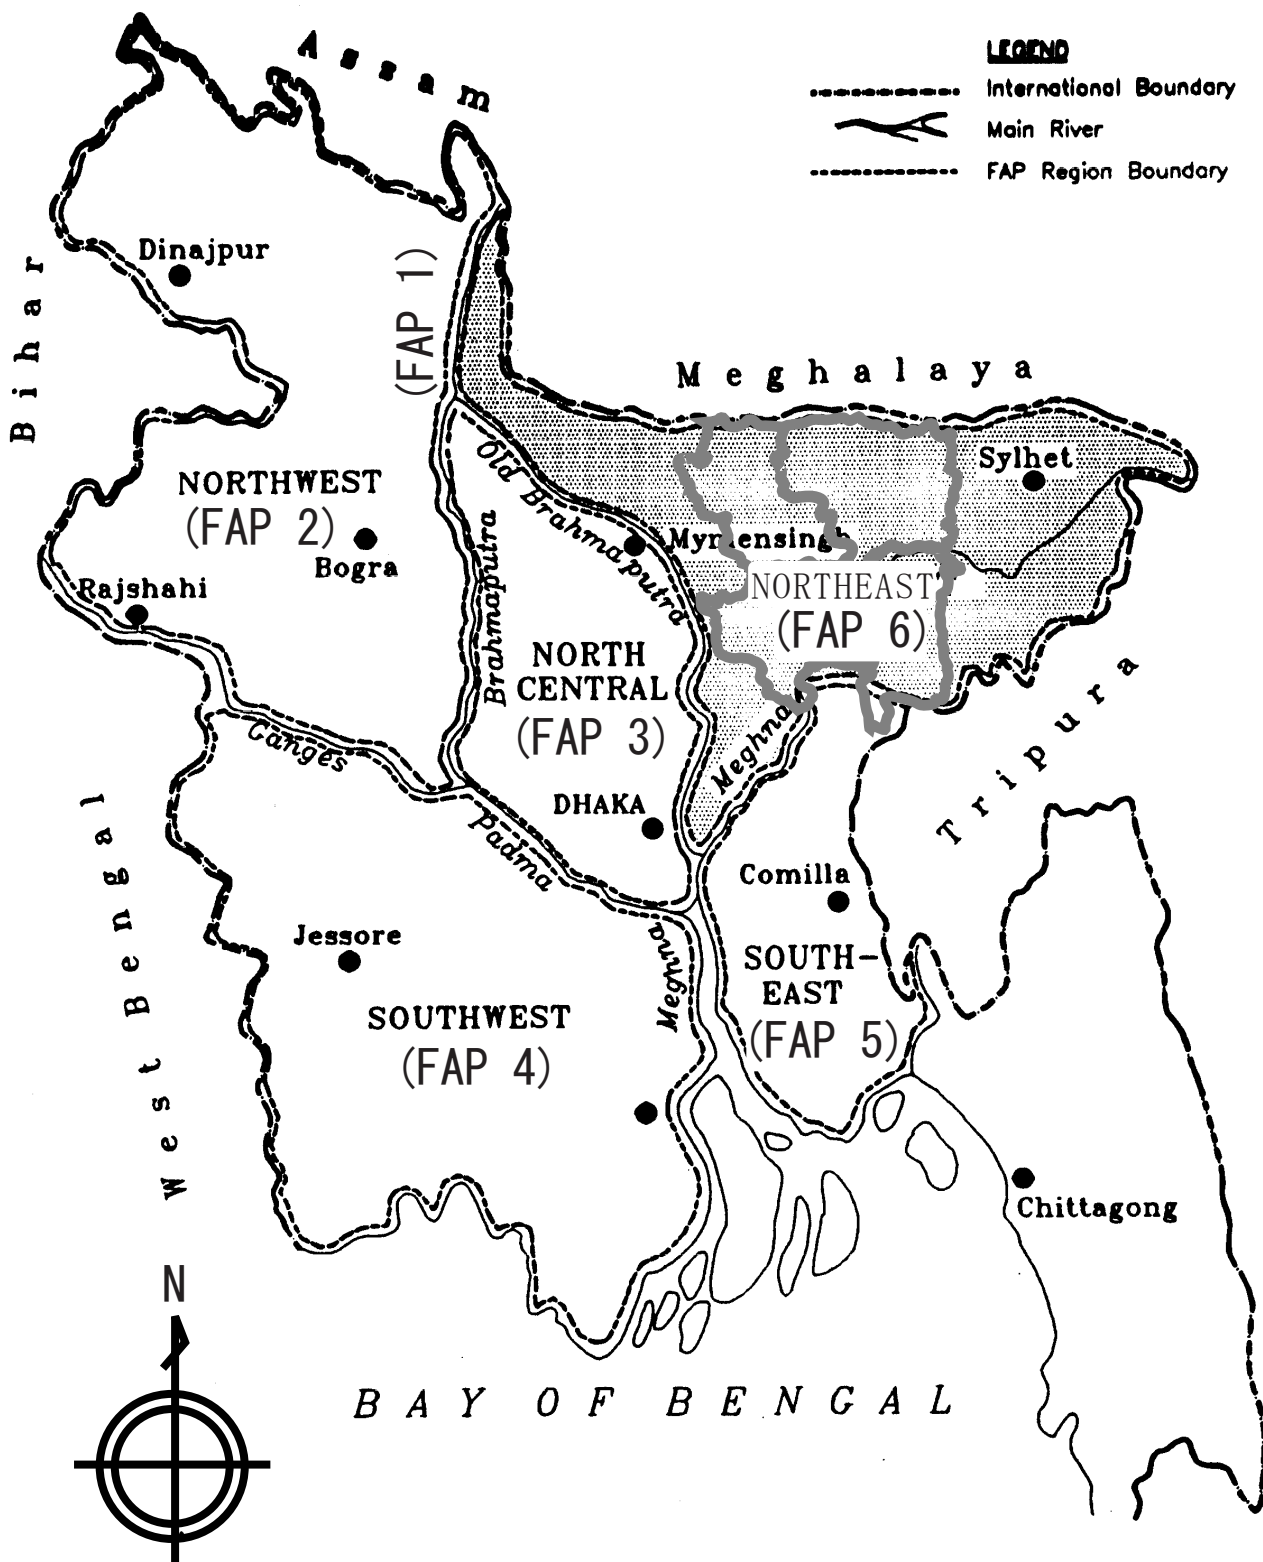 Assam
LEGEND
International Boundary
Main River
FAP Region Boundary
Dinajpur
Bihar
(FAP 1)
Meghalaya
Sylhet
NORTHWEST
(FAP 2)
Old Brahmaputra
Bogra
Rajshahi
Brahmaputra
Mymensingh
NORTHEAST
(FAP 6)
NORTH
CENTRAL
(FAP 3)
Ganges
Meghna
Tripura
DHAKA
Padma
West Bengal
Comilla
Jessore
Meghna
SOUTH-
EAST
(FAP 5)
SOUTHWEST
(FAP 4)
Chittagong
N
BAY OF BENGAL